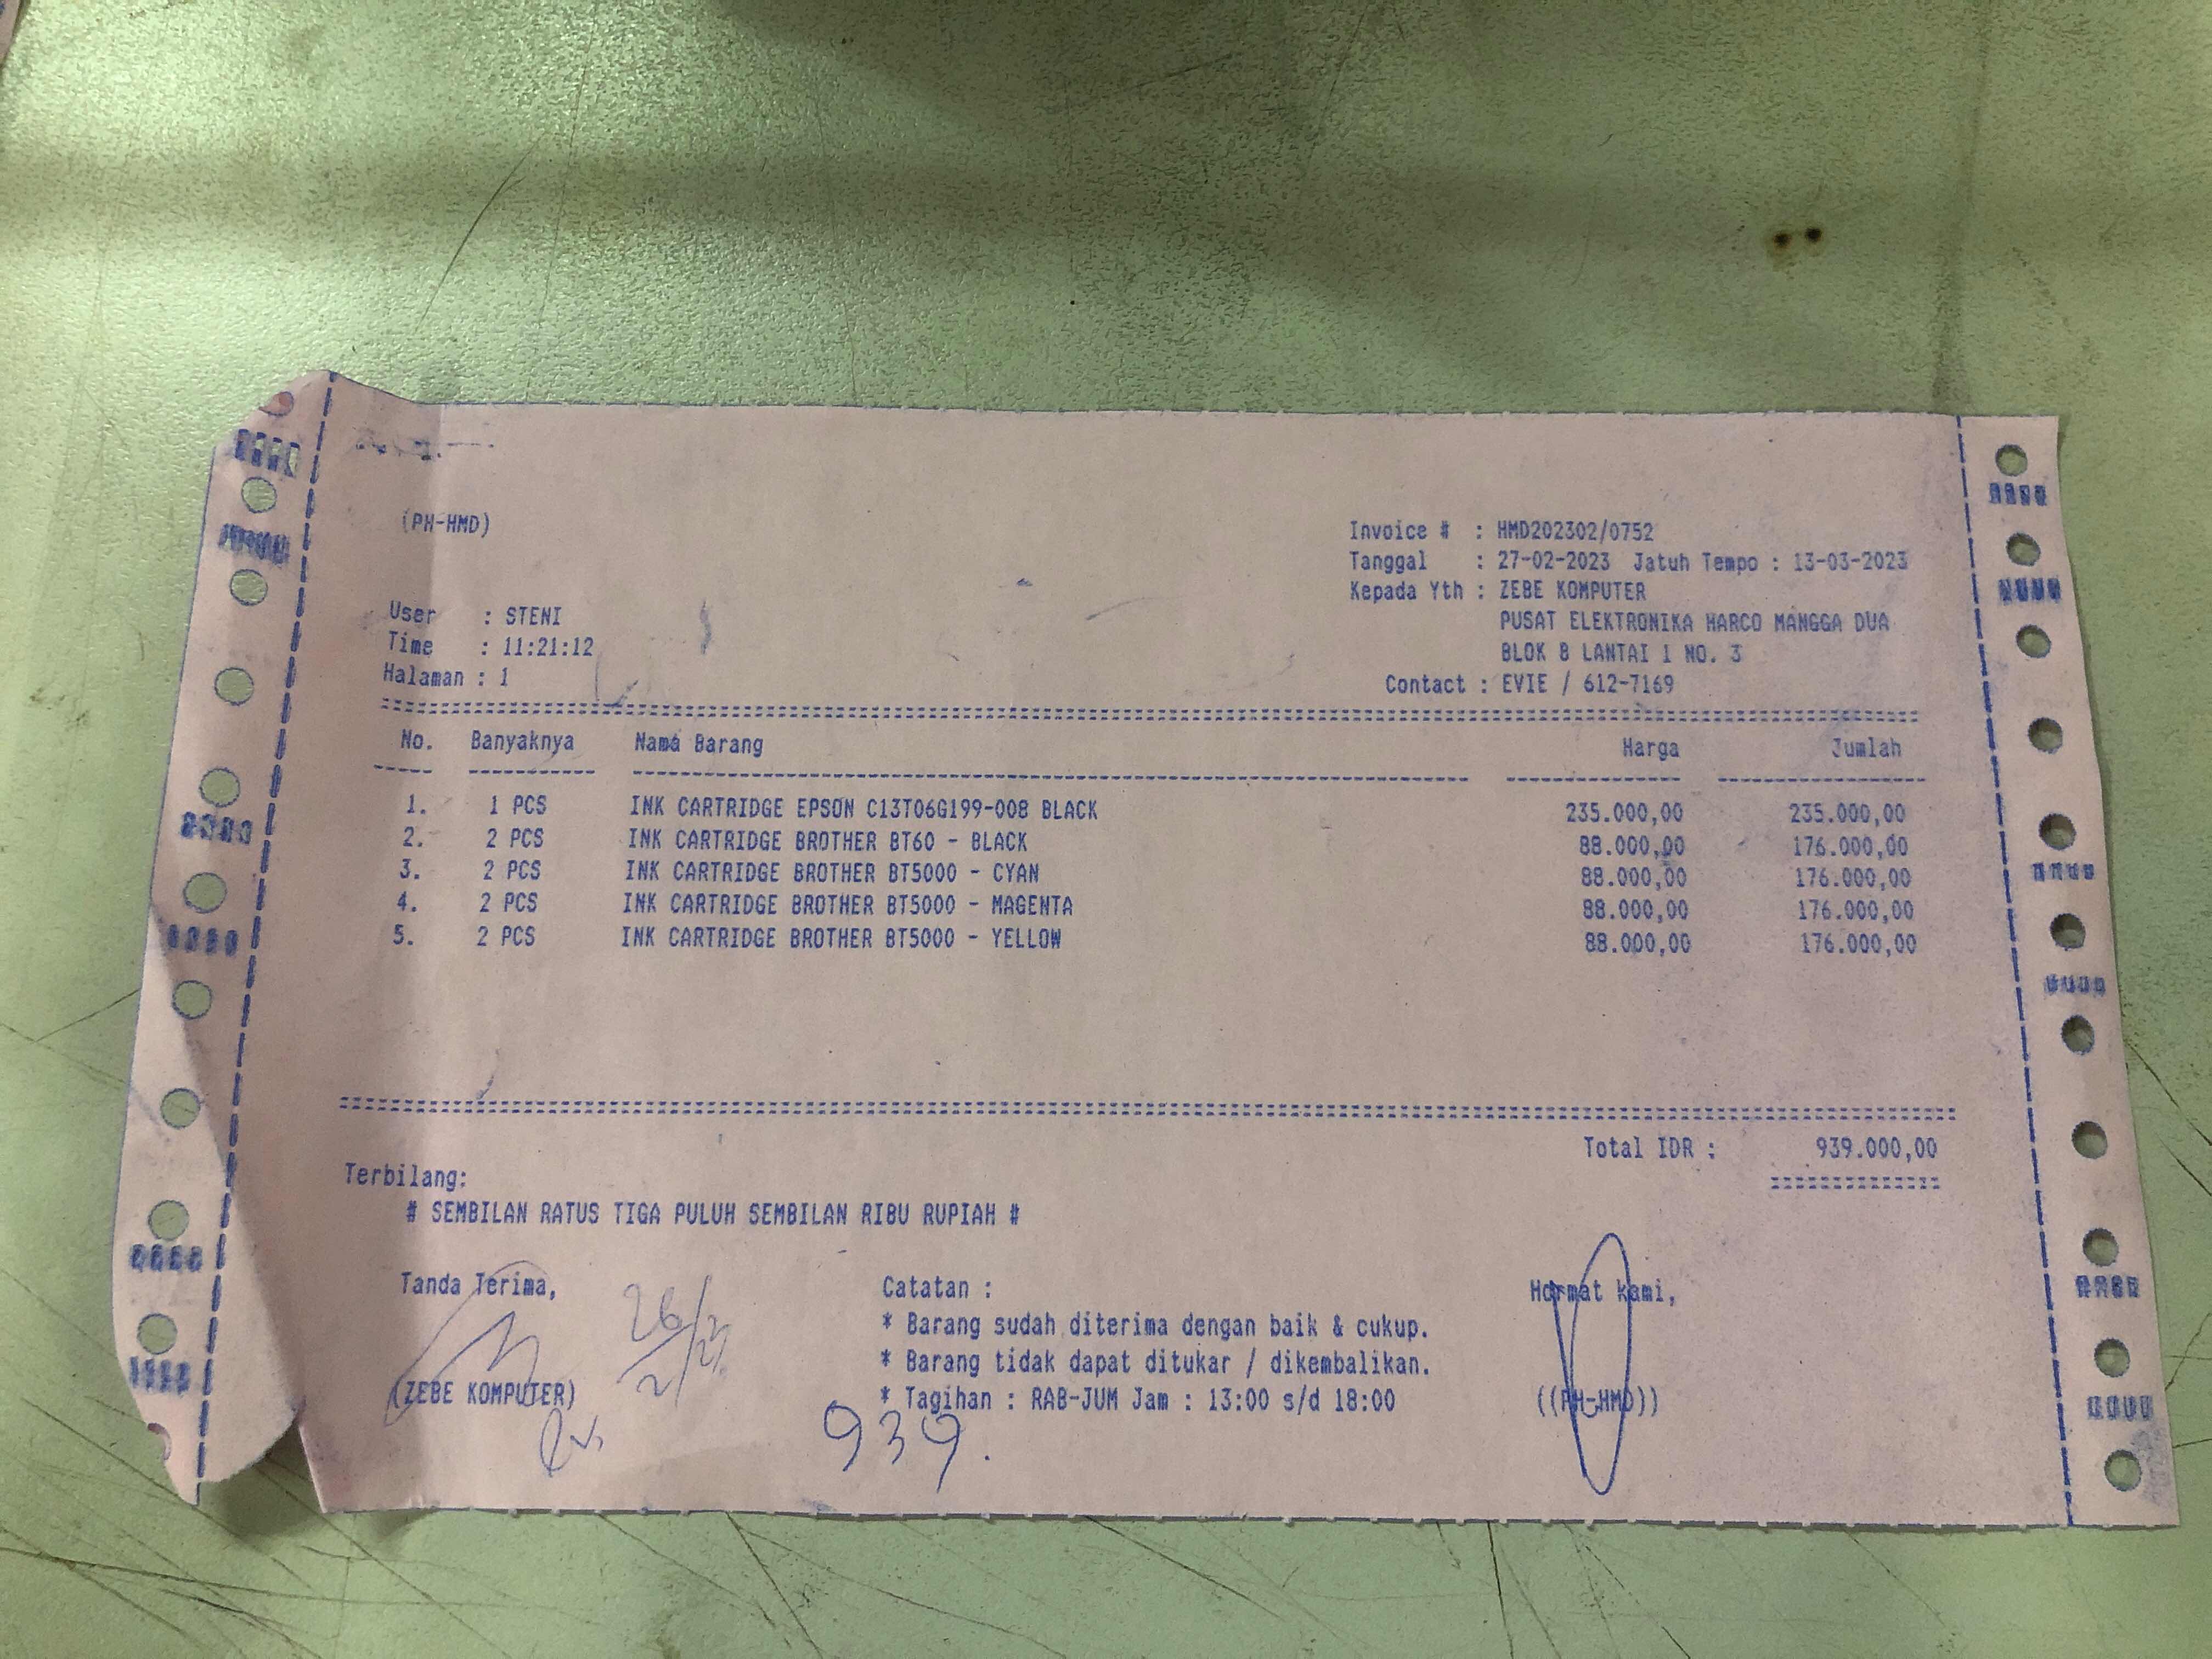 (PH-HMD)
Invoice # : HMD202302/0752
Tanggal : 27-02-2023 Jatuh Tempo : 13-03-2023
Kepada Yth : ZEBE KOMPUTER
PUSAT ELEKTRONIKA HARCO MANGGA DUA
BLOK B LANTAI 1 NO. 3
Contact : EVIE / 612-7169
User : STENI
Time : 11:21:12
Halaman : 1
No. Banyaknya Nama Barang Harga Jumlah
1. 1 PCS INK CARTRIDGE EPSON C13T06G199-008 BLACK 235.000,00 235.000,00
2. 2 PCS INK CARTRIDGE BROTHER BT60 - BLACK 88.000,00 176.000,00
3. 2 PCS INK CARTRIDGE BROTHER BT5000 - CYAN 88.000,00 176.000,00
4. 2 PCS INK CARTRIDGE BROTHER BT5000 - MAGENTA 88.000,00 176.000,00
5. 2 PCS INK CARTRIDGE BROTHER BT5000 - YELLOW 88.000,00 176.000,00
Total IDR : 939.000,00
Terbilang:
# SEMBILAN RATUS TIGA PULUH SEMBILAN RIBU RUPIAH #
Tanda Terima,
(ZEBE KOMPUTER)
Catatan :
* Barang sudah diterima dengan baik & cukup.
* Barang tidak dapat ditukar / dikembalikan.
* Tagihan : RAB-JUM Jam : 13:00 s/d 18:00
939.
Hormat kami,
((PH-HMD))